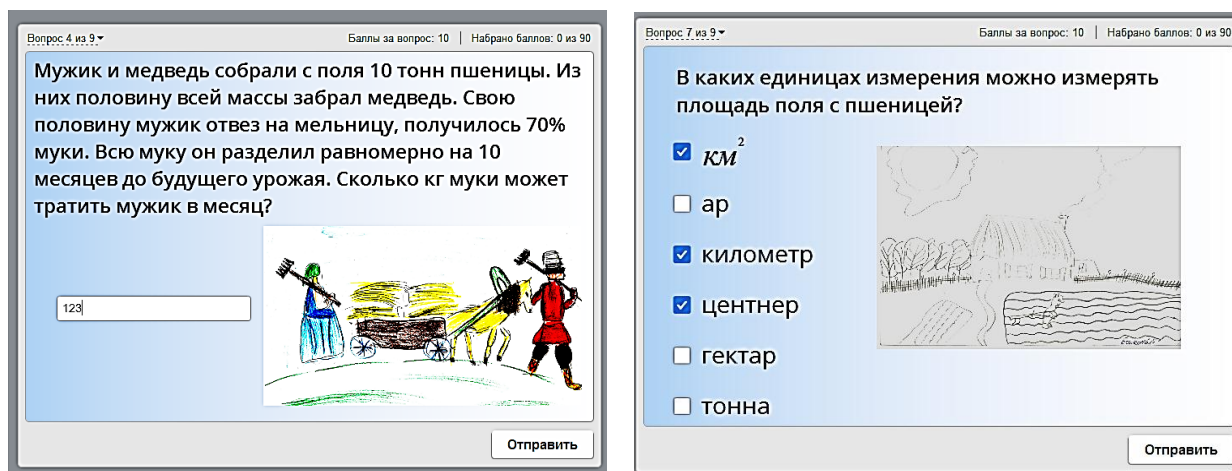 Вопрос 4 из 9
Баллы за вопрос: 10 | Набрано баллов: 0 из 90
Мужик и медведь собрали с поля 10 тонн пшеницы. Из
них половину всей массы забрал медведь. Свою
половину мужик отвез на мельницу, получилось 70%
муки. Всю муку он разделил равномерно на 10
месяцев до будущего урожая. Сколько кг муки может
тратить мужик в месяц?
123
Отправить
Вопрос 7 из 9
Баллы за вопрос: 10 | Набрано баллов: 0 из 90
В каких единицах измерения можно измерять
площадь поля с пшеницей?
км²
ар
километр
центнер
гектар
тонна
Отправить